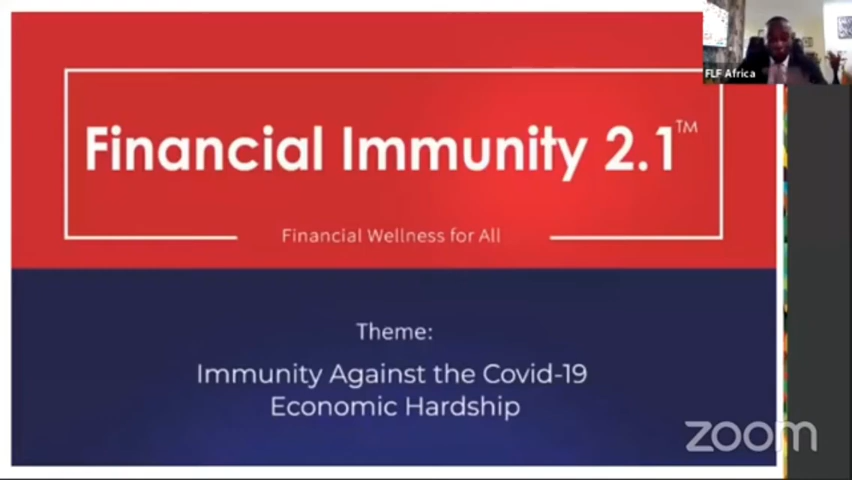 FLF Africa
Financial Immunity 2.1™
Financial Wellness for All
Theme:
Immunity Against the Covid-19
Economic Hardship
zoom